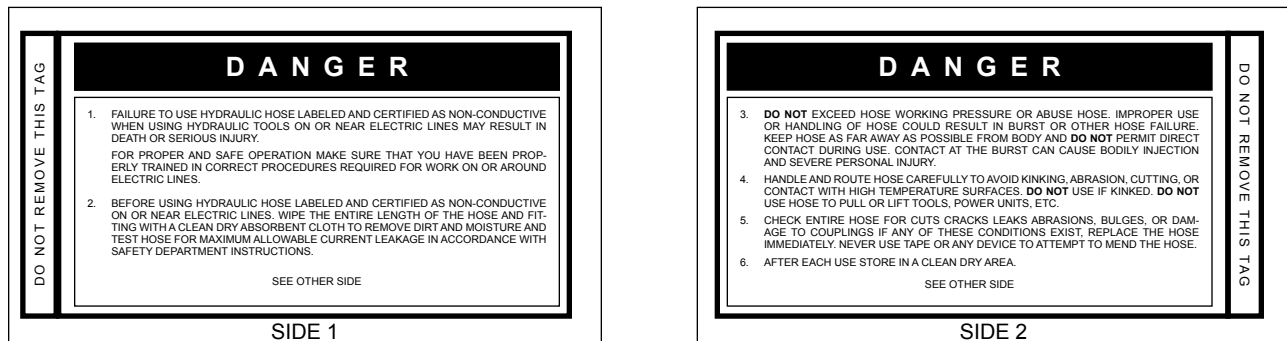 DO NOT REMOVE THIS TAG
DANGER
1. FAILURE TO USE HYDRAULIC HOSE LABELED AND CERTIFIED AS NON-CONDUCTIVE
WHEN USING HYDRAULIC TOOLS ON OR NEAR ELECTRIC LINES MAY RESULT IN
DEATH OR SERIOUS INJURY.
FOR PROPER AND SAFE OPERATION MAKE SURE THAT YOU HAVE BEEN PROP-
ERLY TRAINED IN CORRECT PROCEDURES REQUIRED FOR WORK ON OR AROUND
ELECTRIC LINES.
2. BEFORE USING HYDRAULIC HOSE LABELED AND CERTIFIED AS NON-CONDUCTIVE
ON OR NEAR ELECTRIC LINES. WIPE THE ENTIRE LENGTH OF THE HOSE AND FIT-
TING WITH A CLEAN DRY ABSORBENT CLOTH TO REMOVE DIRT AND MOISTURE AND
TEST HOSE FOR MAXIMUM ALLOWABLE CURRENT LEAKAGE IN ACCORDANCE WITH
SAFETY DEPARTMENT INSTRUCTIONS.
SEE OTHER SIDE
SIDE 1
DANGER
3. DO NOT EXCEED HOSE WORKING PRESSURE OR ABUSE HOSE. IMPROPER USE
OR HANDLING OF HOSE COULD RESULT IN BURST OR OTHER HOSE FAILURE.
KEEP HOSE AS FAR AWAY AS POSSIBLE FROM BODY AND DO NOT PERMIT DIRECT
CONTACT DURING USE. CONTACT AT THE BURST CAN CAUSE BODILY INJECTION
AND SEVERE PERSONAL INJURY.
4. HANDLE AND ROUTE HOSE CAREFULLY TO AVOID KINKING, ABRASION, CUTTING, OR
CONTACT WITH HIGH TEMPERATURE SURFACES. DO NOT USE IF KINKED. DO NOT
USE HOSE TO PULL OR LIFT TOOLS, POWER UNITS, ETC.
5. CHECK ENTIRE HOSE FOR CUTS CRACKS LEAKS ABRASIONS, BULGES, OR DAM-
AGE TO COUPLINGS IF ANY OF THESE CONDITIONS EXIST, REPLACE THE HOSE
IMMEDIATELY. NEVER USE TAPE OR ANY DEVICE TO ATTEMPT TO MEND THE HOSE.
6. AFTER EACH USE STORE IN A CLEAN DRY AREA.
SEE OTHER SIDE
DO NOT REMOVE THIS TAG
SIDE 2